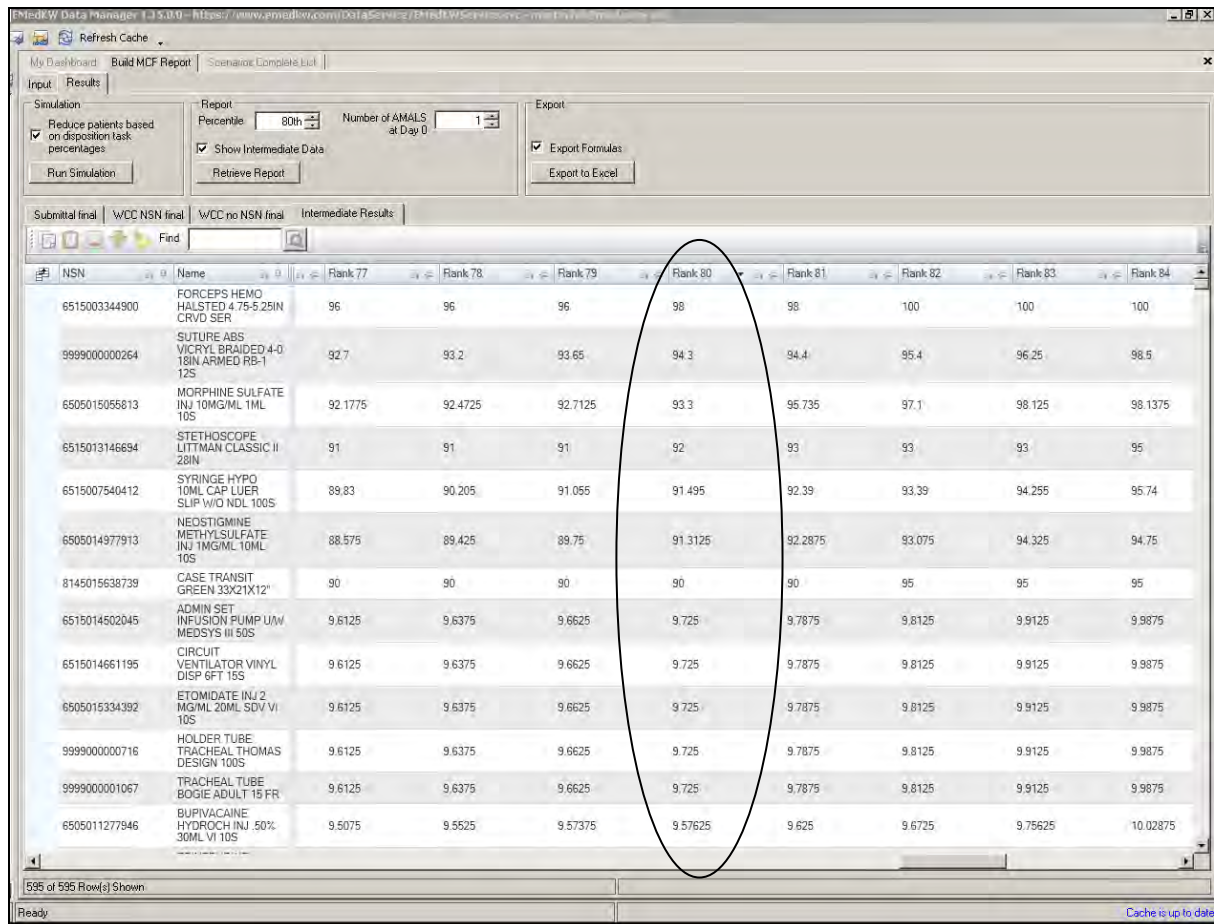 EMedKW Data Manager 1.15.0.0 - https://www.emedkw.com/DataService/EMedKWService.svc -
Refresh Cache
My Dashboard Build MCF Report Scenarios Complete List
Input Results
Simulation Report Export
Reduce patients based on disposition task percentages
Percentile 80th Number of AMALS at Day 0 1
Show Intermediate Data
Export Formulas
Run Simulation Retrieve Report Export to Excel
Submittal final WCC NSN final WCC no NSN final Intermediate Results
Find
NSN Name Rank 77 Rank 78 Rank 79 Rank 80 Rank 81 Rank 82 Rank 83 Rank 84
6515003344900 FORCEPS HEMO HALSTED 4.75-5.25IN CRVD SER 96 96 96 98 98 100 100 100
9999000000264 SUTURE ABS VICRYL BRAIDED 4-0 18IN ARMED RB-1 12S 92.7 93.2 93.65 94.3 94.4 95.4 96.25 98.5
6505015055813 MORPHINE SULFATE INJ 10MG/ML 1ML 10S 92.1775 92.4725 92.7125 93.3 95.735 97.1 98.125 98.1375
6515013146694 STETHOSCOPE LITTMAN CLASSIC II 28IN 91 91 91 92 93 93 93 95
6515007540412 SYRINGE HYPO 10ML CAP LUER SLIP W/O NDL 100S 89.83 90.205 91.055 91.495 92.39 93.39 94.255 95.74
6505014977913 NEOSTIGMINE METHYLSULFATE INJ 1MG/ML 10ML 10S 88.575 89.425 89.75 91.3125 92.2875 93.075 94.325 94.75
8145015638739 CASE TRANSIT GREEN 33X21X12" 90 90 90 90 90 95 95 95
6515014502045 ADMIN SET INFUSION PUMP U/W MEDSYS III 50S 9.6125 9.6375 9.6625 9.725 9.7875 9.8125 9.9125 9.9875
6515014661195 CIRCUIT VENTILATOR VINYL DISP 6FT 15S 9.6125 9.6375 9.6625 9.725 9.7875 9.8125 9.9125 9.9875
6505015334392 ETOMIDATE INJ 2 MG/ML 20ML SDV VI 10S 9.6125 9.6375 9.6625 9.725 9.7875 9.8125 9.9125 9.9875
9999000000716 HOLDER TUBE TRACHEAL THOMAS DESIGN 100S 9.6125 9.6375 9.6625 9.725 9.7875 9.8125 9.9125 9.9875
9999000001067 TRACHEAL TUBE BOGIE ADULT 15 FR 9.6125 9.6375 9.6625 9.725 9.7875 9.8125 9.9125 9.9875
6505011277946 BUPIVACAINE HYDROCH INJ .50% 30ML VI 10S 9.5075 9.5525 9.57375 9.57625 9.625 9.6725 9.75625 10.02875
595 of 595 Row(s) Shown
Ready Cache is up to date